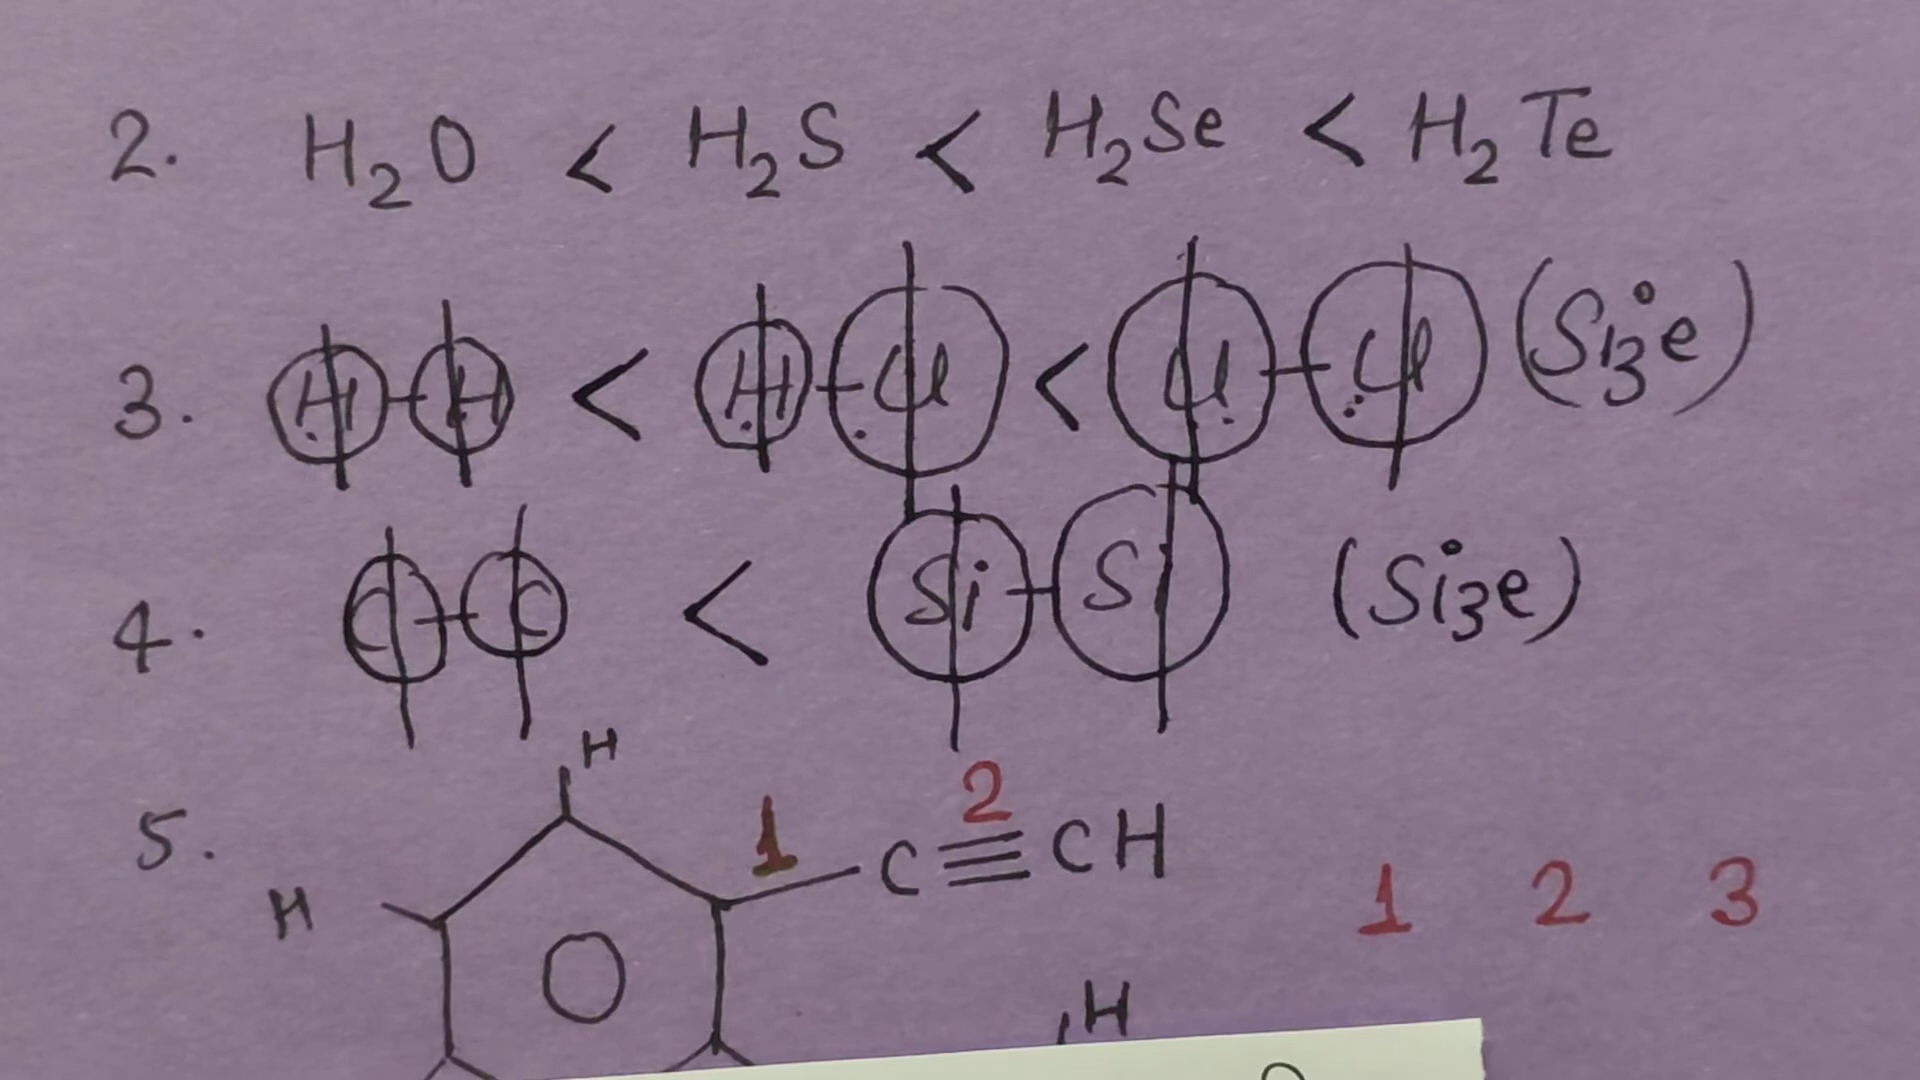 2. H₂O < H₂S < H₂Se < H₂Te
3. H-H < H-Cl < Cl-Cl (Size)
4. C-C < Si-Si (Size)
H
5. 1 C≡CH 2
H 1 2 3
H